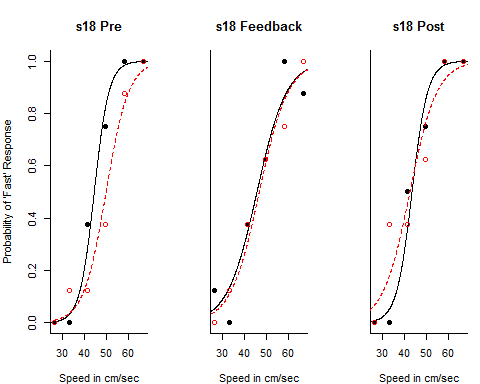 s18 Pre
s18 Feedback
s18 Post
Probability of 'Fast' Response
0.0
0.2
0.4
0.6
0.8
1.0
30 40 50 60
30 40 50 60
30 40 50 60
Speed in cm/sec
Speed in cm/sec
Speed in cm/sec